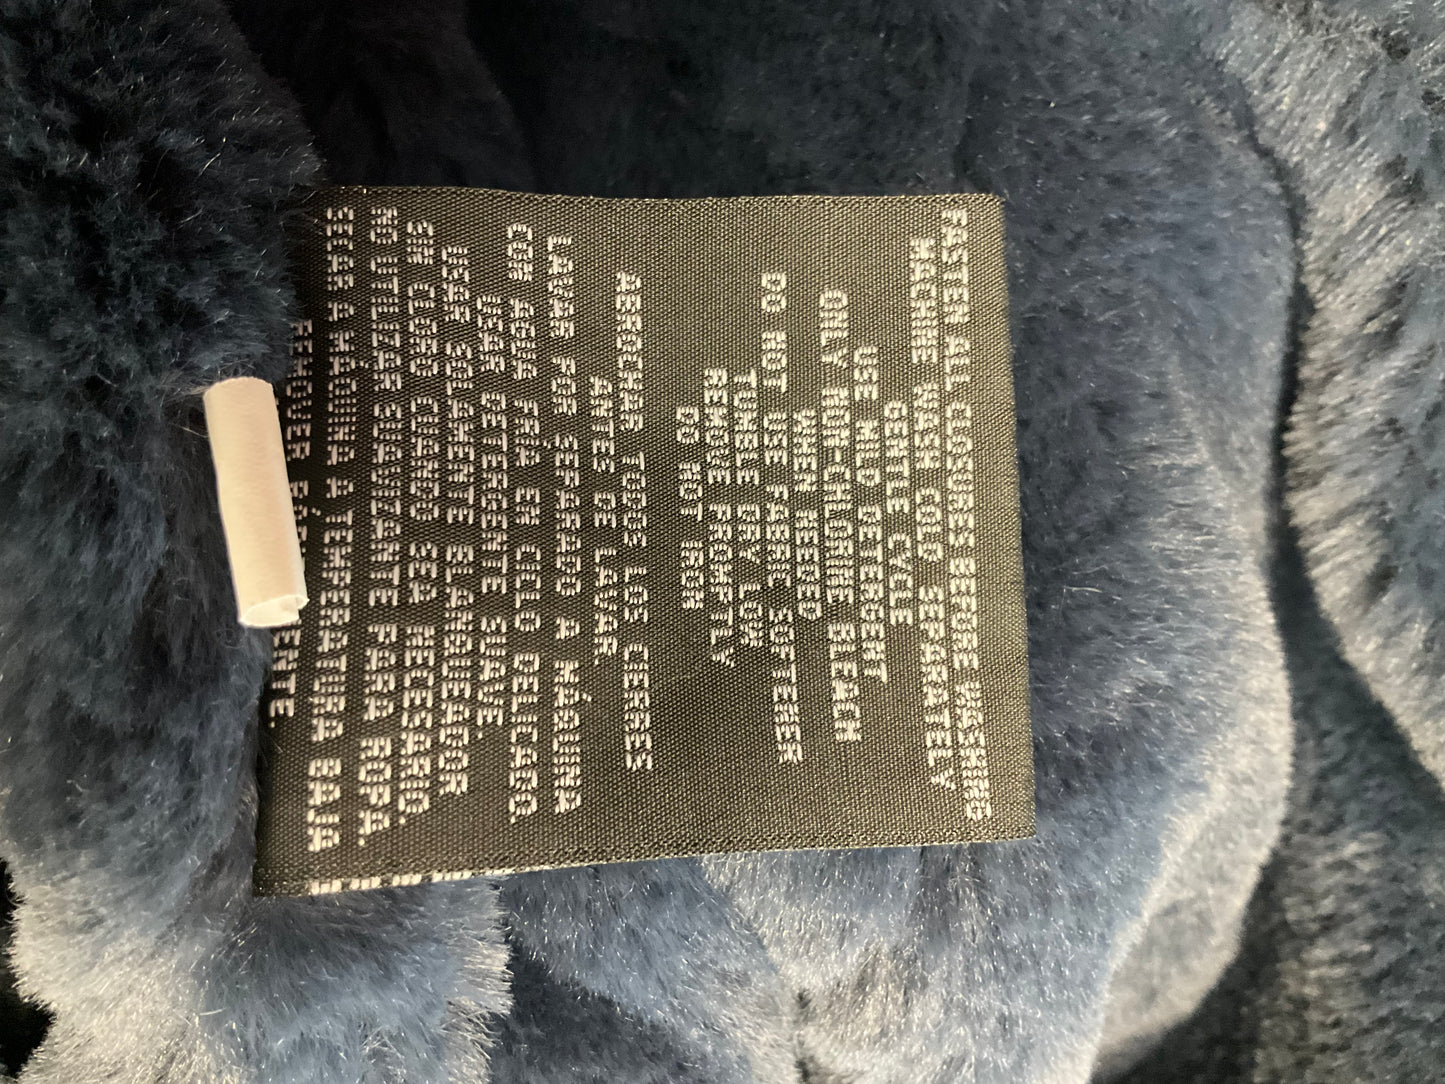 FASTEN ALL CLOSURES BEFORE WASHING
MACHINE WASH COLD SEPARATELY
GENTLE CYCLE
USE MILD DETERGENT
ONLY NON-CHLORINE BLEACH
WHEN NEEDED
DO NOT USE FABRIC SOFTENER
TUMBLE DRY LOW
REMOVE PROMPTLY
DO NOT IRON
ABROCHAR TODOS LOS CIERRES
ANTES DE LAVAR.
LAVAR POR SEPARADO A MÁQUINA
CON AGUA FRÍA EN CICLO DELICADO.
USAR DETERGENTE SUAVE.
USER SOLAMENTE BLANQUEADOR
SIN CLORO CUANDO SEA NECESARIO.
NO UTILIZAR SUAVIZANTE PARA ROPA.
SECAR A MÁQUINA A TEMPERATURA BAJA
REMOVER